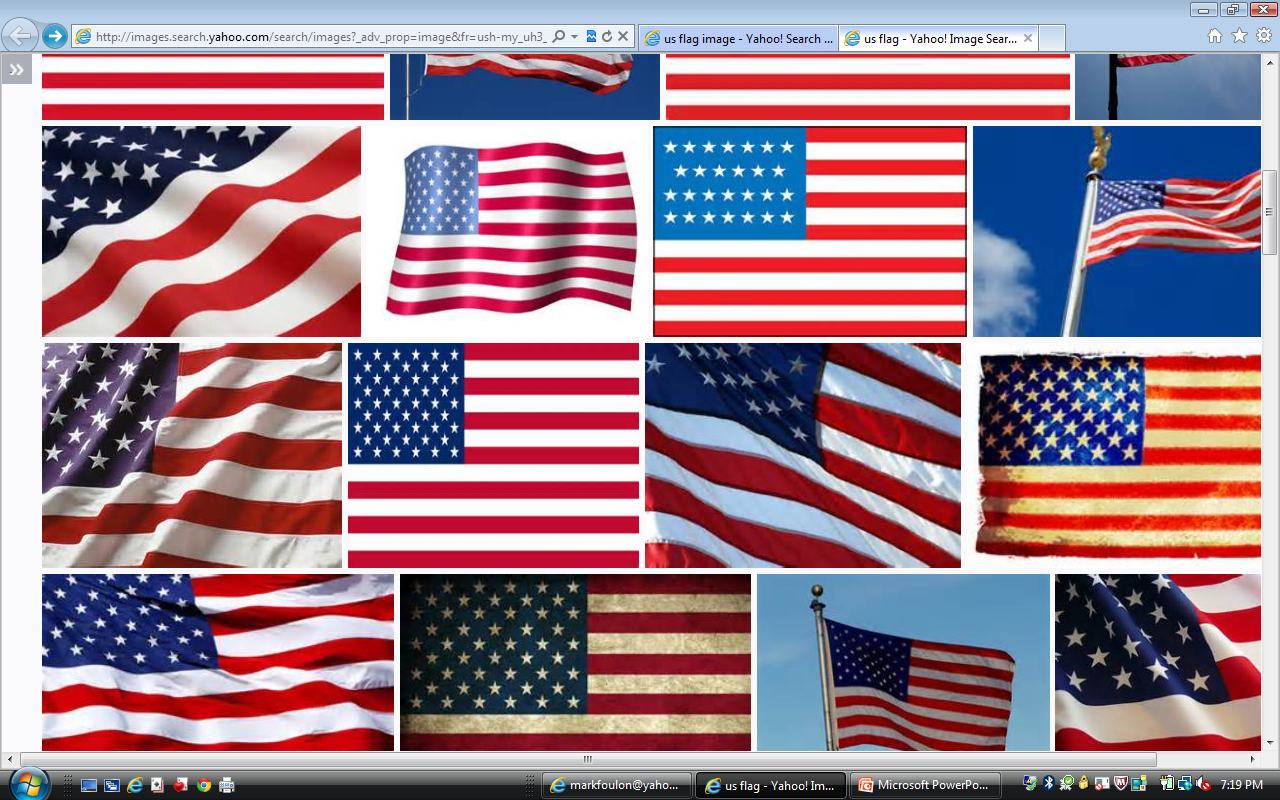 http://images.search.yahoo.com/search/images?_adv_prop=image&fr=ush-my_uh3_
us flag image - Yahoo! Search ...
us flag - Yahoo! Image Sear...
markfoulon@yaho...
us flag - Yahoo! Im...
Microsoft PowerPo...
7:19 PM